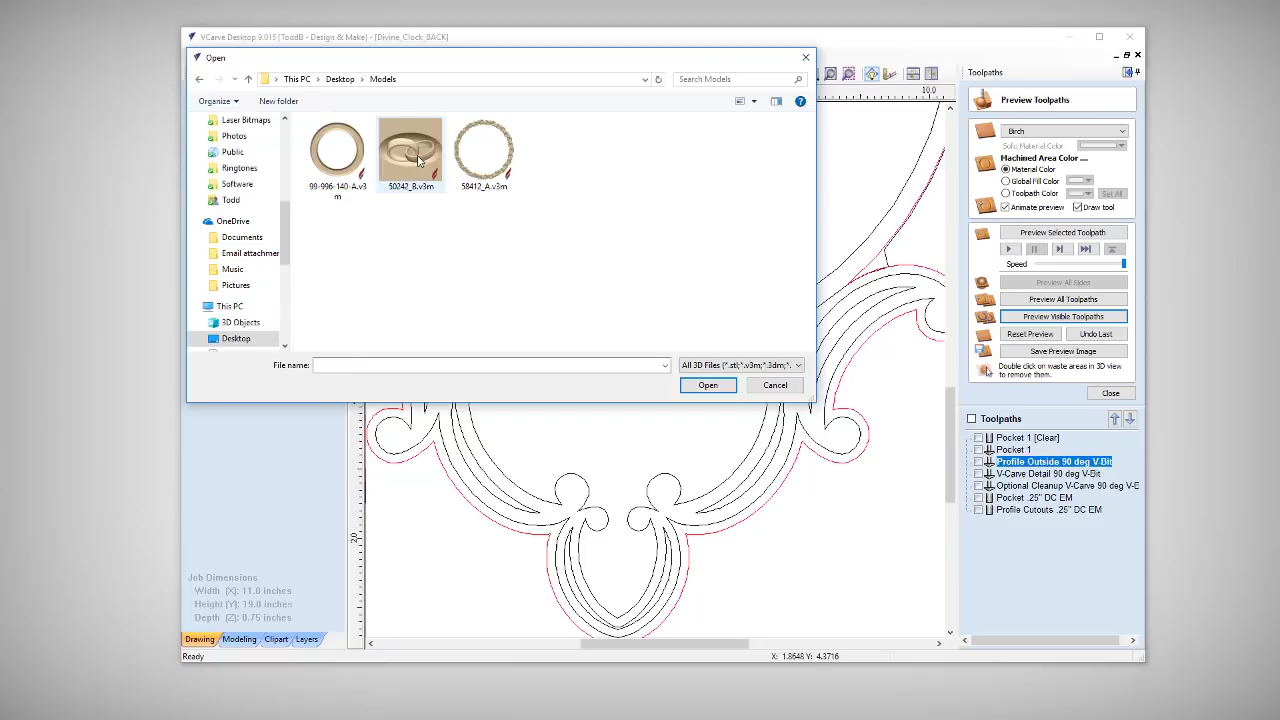 VCarve Desktop 9.015 {ToddB - Design & Make} - [Divine_Clock_BACK]
Open
This PC > Desktop > Models
Search Models
Organize
New folder
Laser Bitmaps
Photos
Public
Ringtones
Software
Todd
OneDrive
Documents
Email attachmer
Music
Pictures
This PC
3D Objects
Desktop
99-996-140-A.v3
m
50242_B.v3m
58412_A.v3m
File name:
All 3D Files (*.stl;*.v3m;*.3dm;*.
Open
Cancel
10.0
2.0
Job Dimensions
Width (X): 11.0 inches
Height (Y): 19.0 inches
Depth (Z): 0.75 inches
Drawing
Modeling
Clipart
Layers
Ready
X: 1.8648 Y: 4.3716
Toolpaths
Preview Toolpaths
Birch
Solid Material Color
Machined Area Color
Material Color
Global Fill Color
Toolpath Color
Set All
Animate preview
Draw tool
Preview Selected Toolpath
Speed
Preview All Sides
Preview All Toolpaths
Preview Visible Toolpaths
Reset Preview
Undo Last
Save Preview Image
Double click on waste areas in 3D view
to remove them.
Close
Toolpaths
Pocket 1 [Clear]
Pocket 1
Profile Outside 90 deg V-Bit
V-Carve Detail 90 deg V-Bit
Optional Cleanup V-Carve 90 deg V-E
Pocket .25" DC EM
Profile Cutouts .25" DC EM